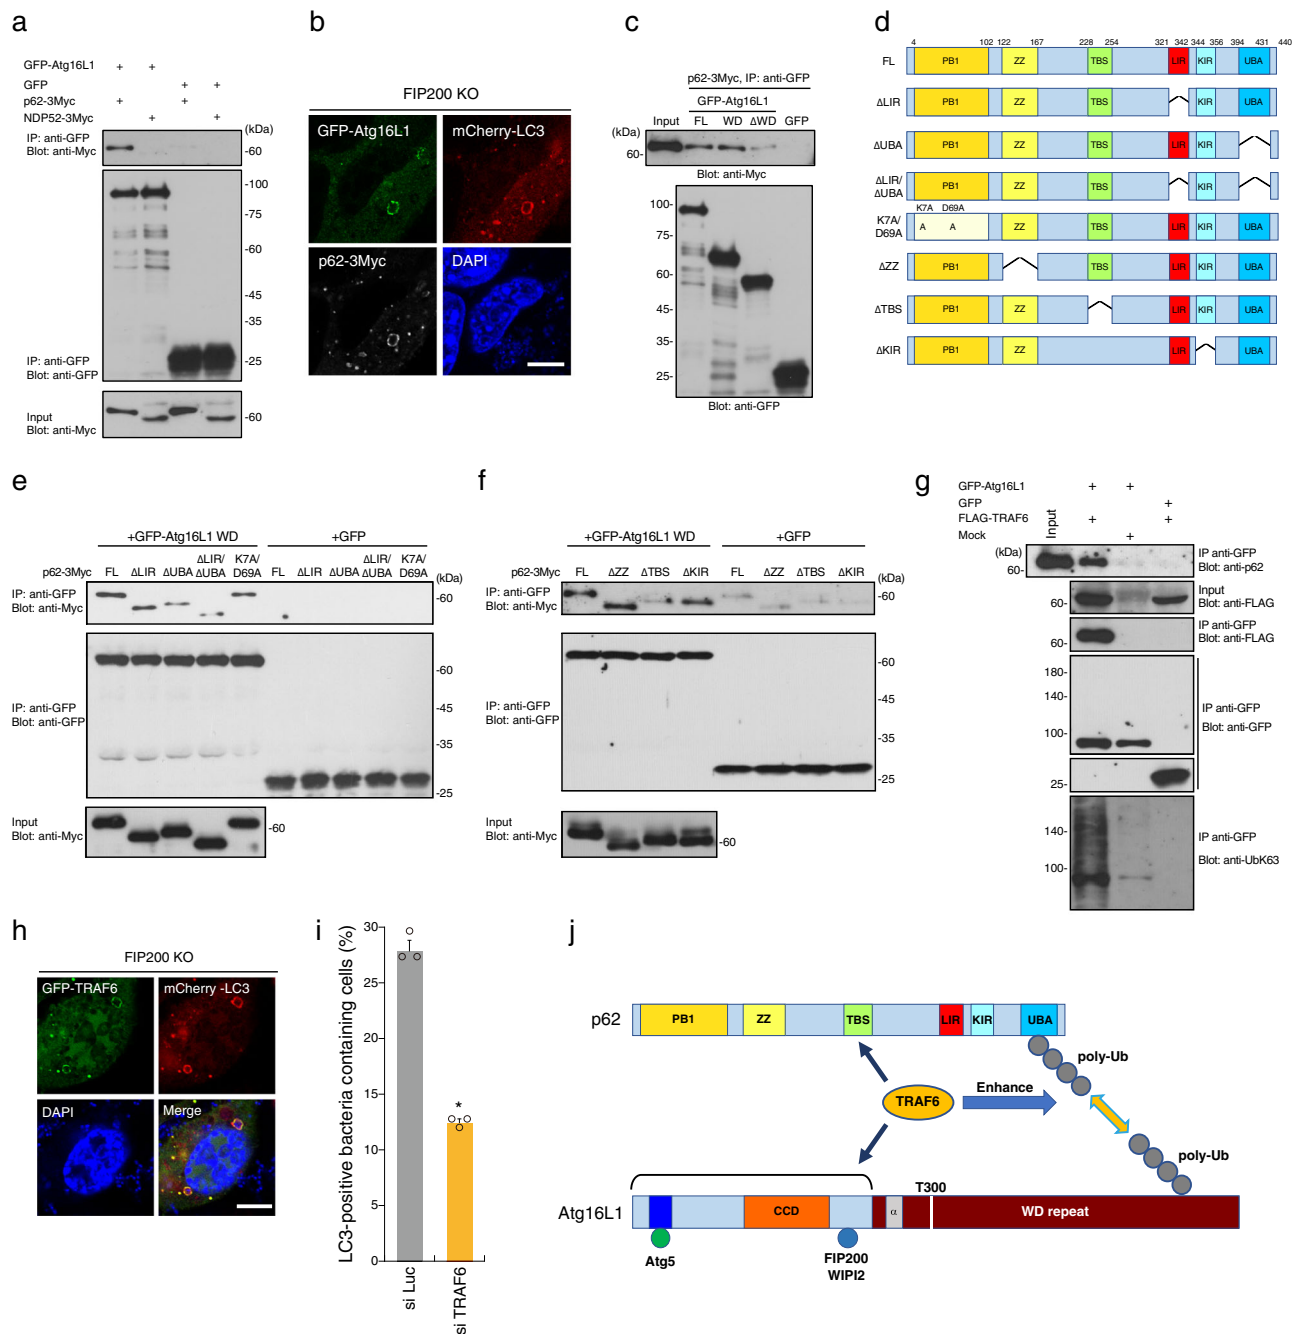 a
GFP-Atg16L1 + +
GFP + +
p62-3Myc + +
NDP52-3Myc + +
(kDa)
IP: anti-GFP
Blot: anti-Myc
-60
-100
-75
-60
-45
-35
-25
IP: anti-GFP
Blot: anti-GFP
Input
Blot: anti-Myc
-60
b
FIP200 KO
GFP-Atg16L1
mCherry-LC3
p62-3Myc
DAPI
c
p62-3Myc, IP: anti-GFP
GFP-Atg16L1
Input FL WD ΔWD GFP
60-
Blot: anti-Myc
100-
75-
60-
45-
35-
25-
Blot: anti-GFP
d
4 102 122 167 228 254 321 342 344 356 394 431 440
FL PB1 ZZ TBS LIR KIR UBA
ΔLIR PB1 ZZ TBS KIR UBA
ΔUBA PB1 ZZ TBS LIR KIR
ΔLIR/
ΔUBA PB1 ZZ TBS KIR
K7A D69A
K7A/
D69A A A ZZ TBS LIR KIR UBA
ΔZZ PB1 TBS LIR KIR UBA
ΔTBS PB1 ZZ LIR KIR UBA
ΔKIR PB1 ZZ LIR UBA
e
+GFP-Atg16L1 WD +GFP
p62-3Myc FL ΔLIR ΔUBA ΔLIR/ΔUBA K7A/D69A FL ΔLIR ΔUBA ΔLIR/ΔUBA K7A/D69A
(kDa)
IP: anti-GFP
Blot: anti-Myc
-60
-60
-45
IP: anti-GFP
Blot: anti-GFP
-35
-25
Input
Blot: anti-Myc
-60
f
+GFP-Atg16L1 WD +GFP
p62-3Myc FL ΔZZ ΔTBS ΔKIR FL ΔZZ ΔTBS ΔKIR
(kDa)
IP: anti-GFP
Blot: anti-Myc
-60
-60
-45
IP: anti-GFP
Blot: anti-GFP
-35
-25
Input
Blot: anti-Myc
-60
g
GFP-Atg16L1 + +
GFP +
FLAG-TRAF6 + +
Mock +
Input
(kDa)
60-
IP anti-GFP
Blot: anti-p62
60-
Input
Blot: anti-FLAG
60-
IP anti-GFP
Blot: anti-FLAG
180-
140-
100-
IP anti-GFP
Blot: anti-GFP
25-
140-
100-
IP anti-GFP
Blot: anti-UbK63
h
FIP200 KO
GFP-TRAF6
mCherry -LC3
DAPI
Merge
i
LC3-positive bacteria containing cells (%)
30
25
20
15
10
5
0
*
si Luc
si TRAF6
j
p62 PB1 ZZ TBS LIR KIR UBA
poly-Ub
TRAF6
Enhance
poly-Ub
T300
Atg16L1 CCD α WD repeat
Atg5
FIP200
WIPI2